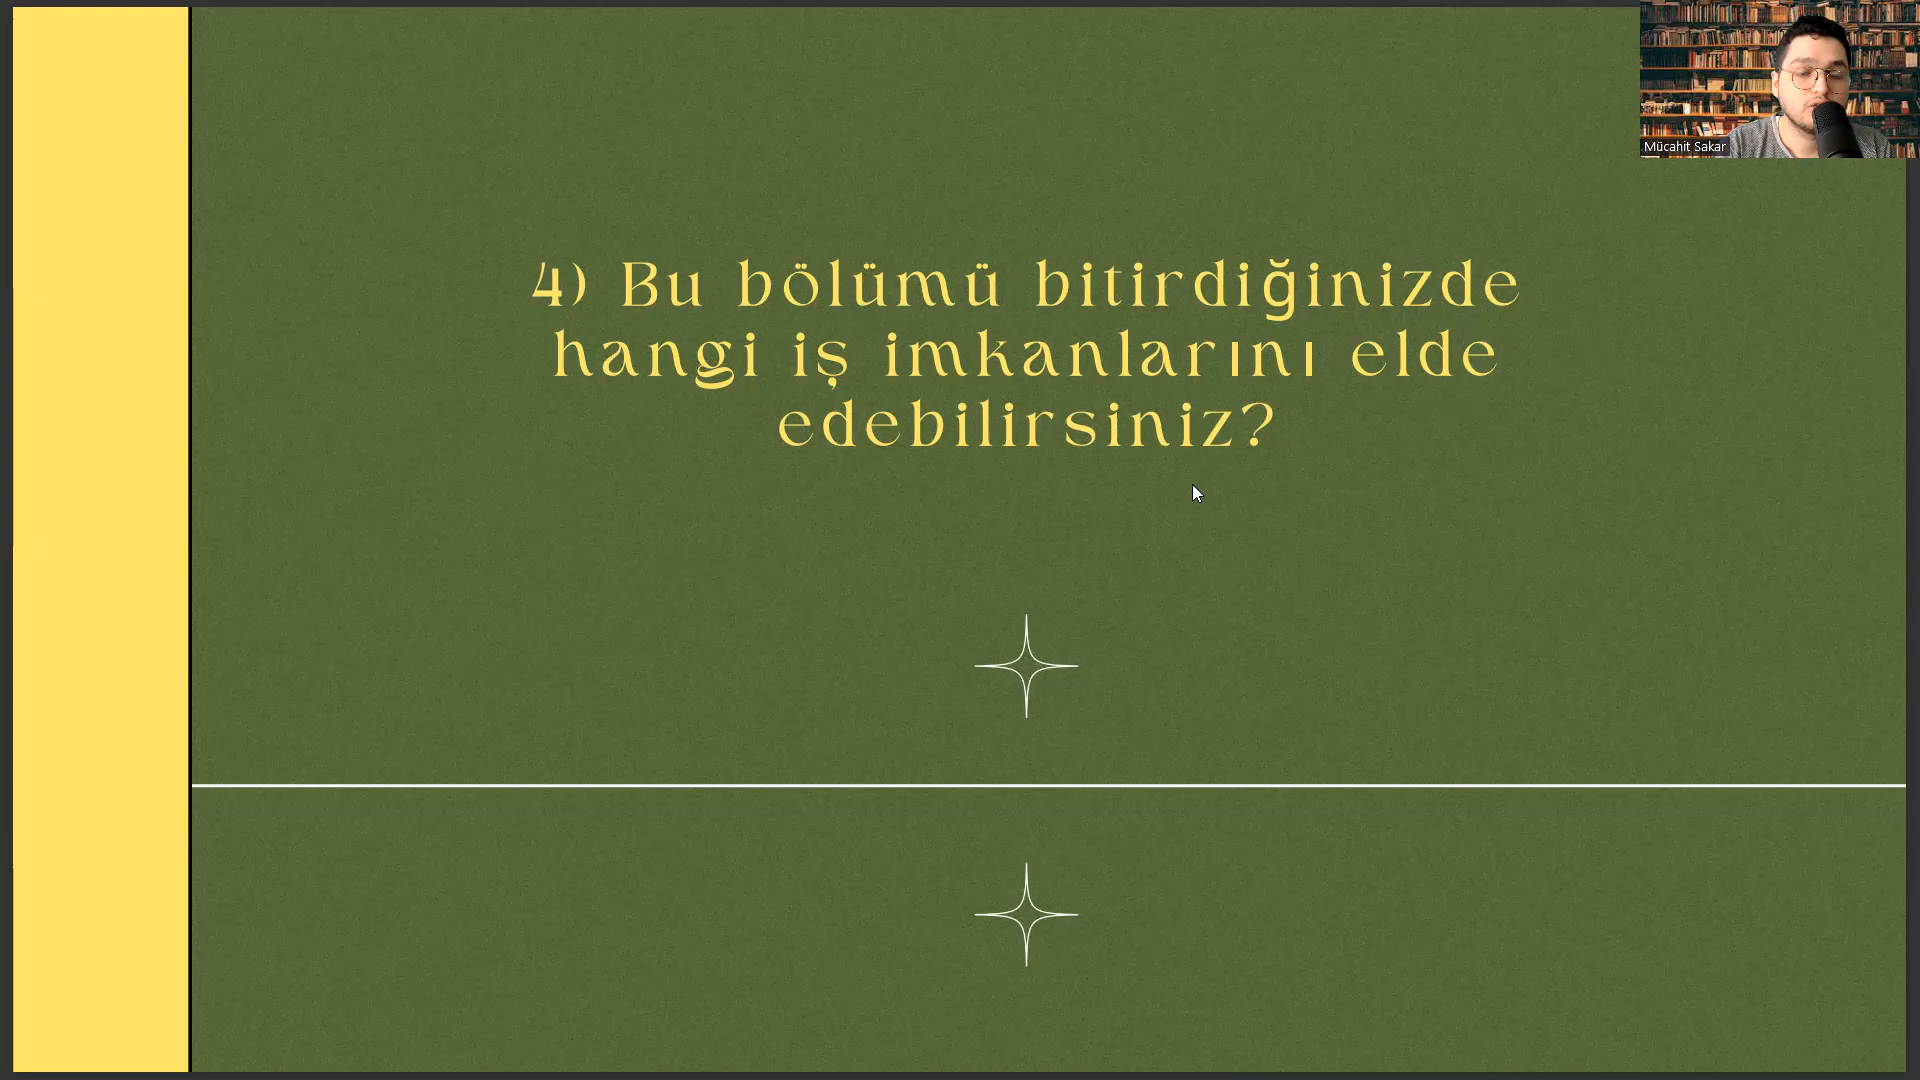 Mücahit Sakar
4) Bu bölümü bitirdiğinizde
hangi iş imkanlarını elde
edebilirsiniz?